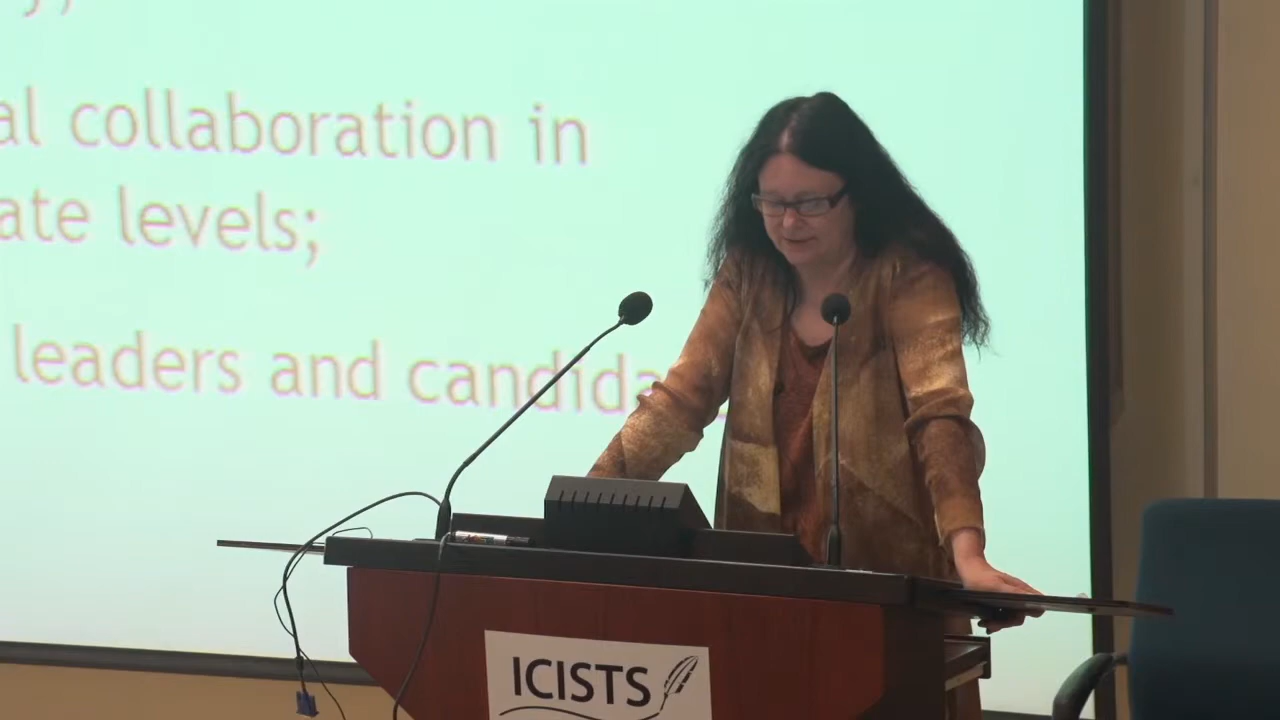 al collaboration in
ate levels;
leaders and candida
ICISTS